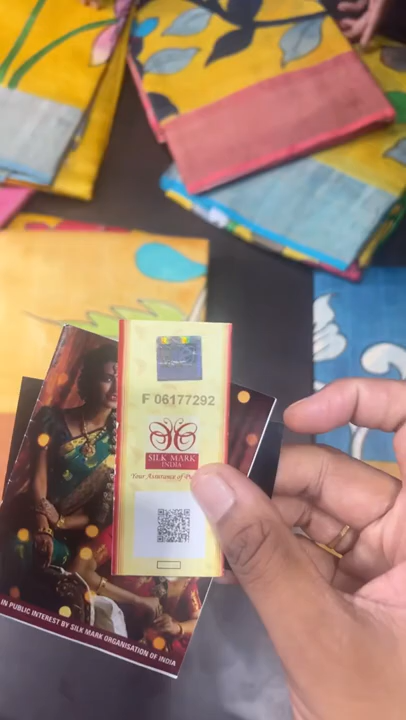 F 06177292
SILK MARK
INDIA
Your Assurance of
IN PUBLIC INTEREST BY SILK MARK ORGANISATION OF INDIA